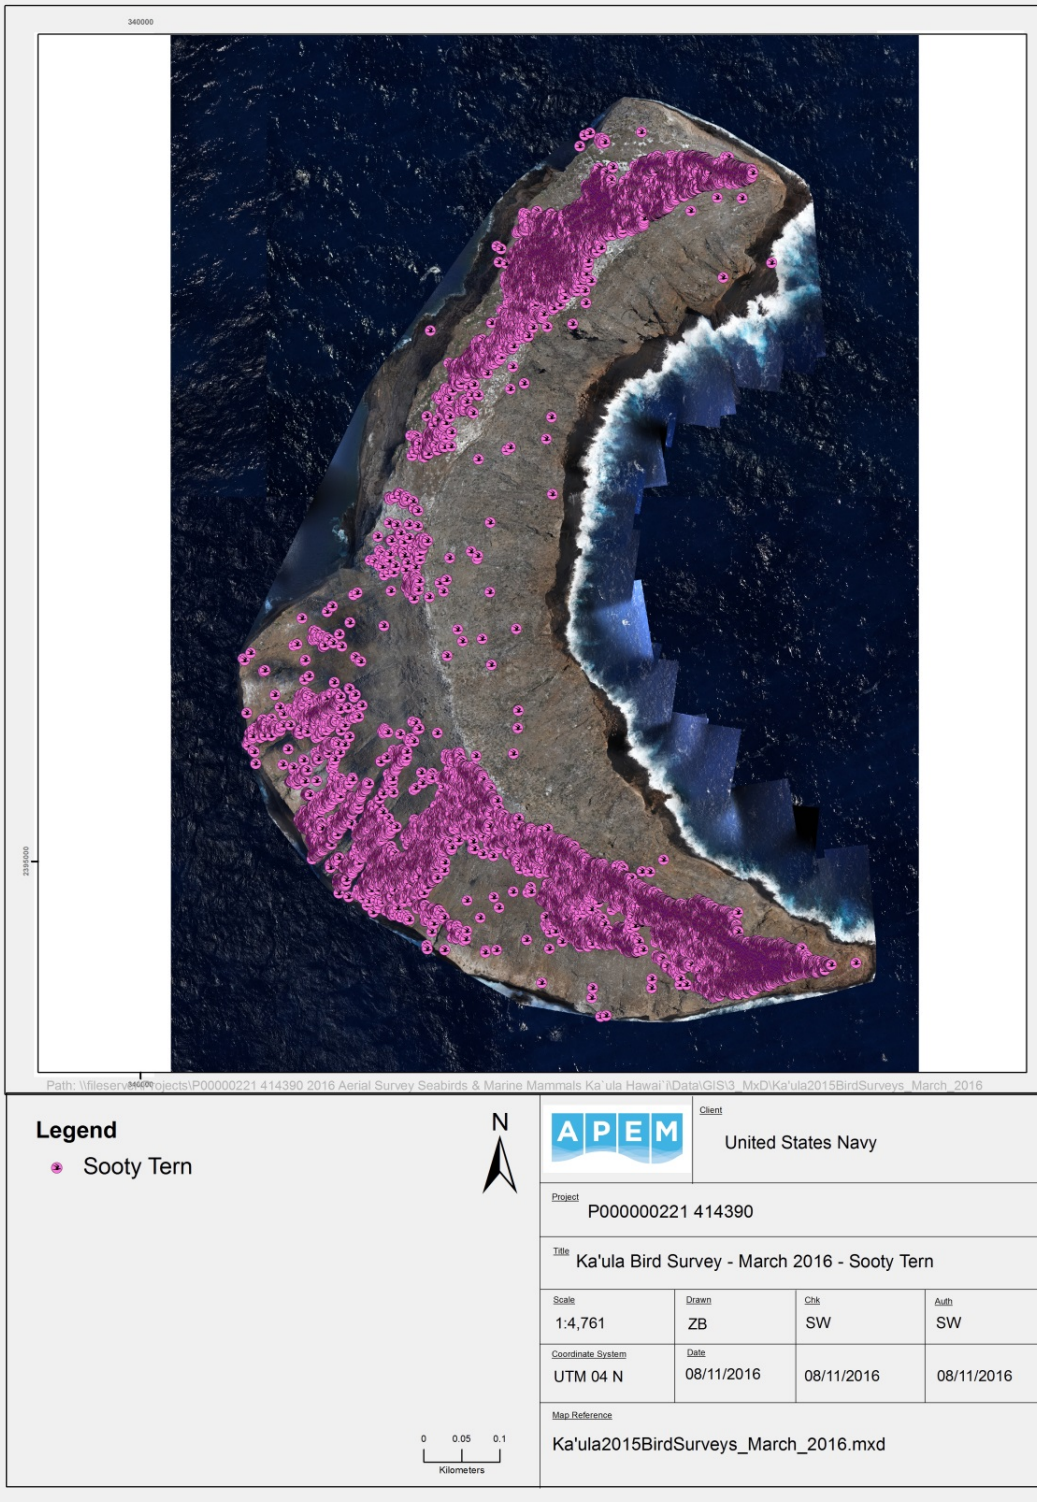 340000
2395000
340000
Path: \\fileserver\Projects\P00000221 414390 2016 Aerial Survey Seabirds & Marine Mammals Ka`ula Hawai`i\Data\GIS\3_MxD\Ka'ula2015BirdSurveys_March_2016
Legend
Sooty Tern
N
0 0.05 0.1
Kilometers
APEM
Client
United States Navy
Project
P000000221 414390
Title
Ka'ula Bird Survey - March 2016 - Sooty Tern
Scale Drawn Chk Auth
1:4,761 ZB SW SW
Coordinate System Date
UTM 04 N 08/11/2016 08/11/2016 08/11/2016
Map Reference
Ka'ula2015BirdSurveys_March_2016.mxd